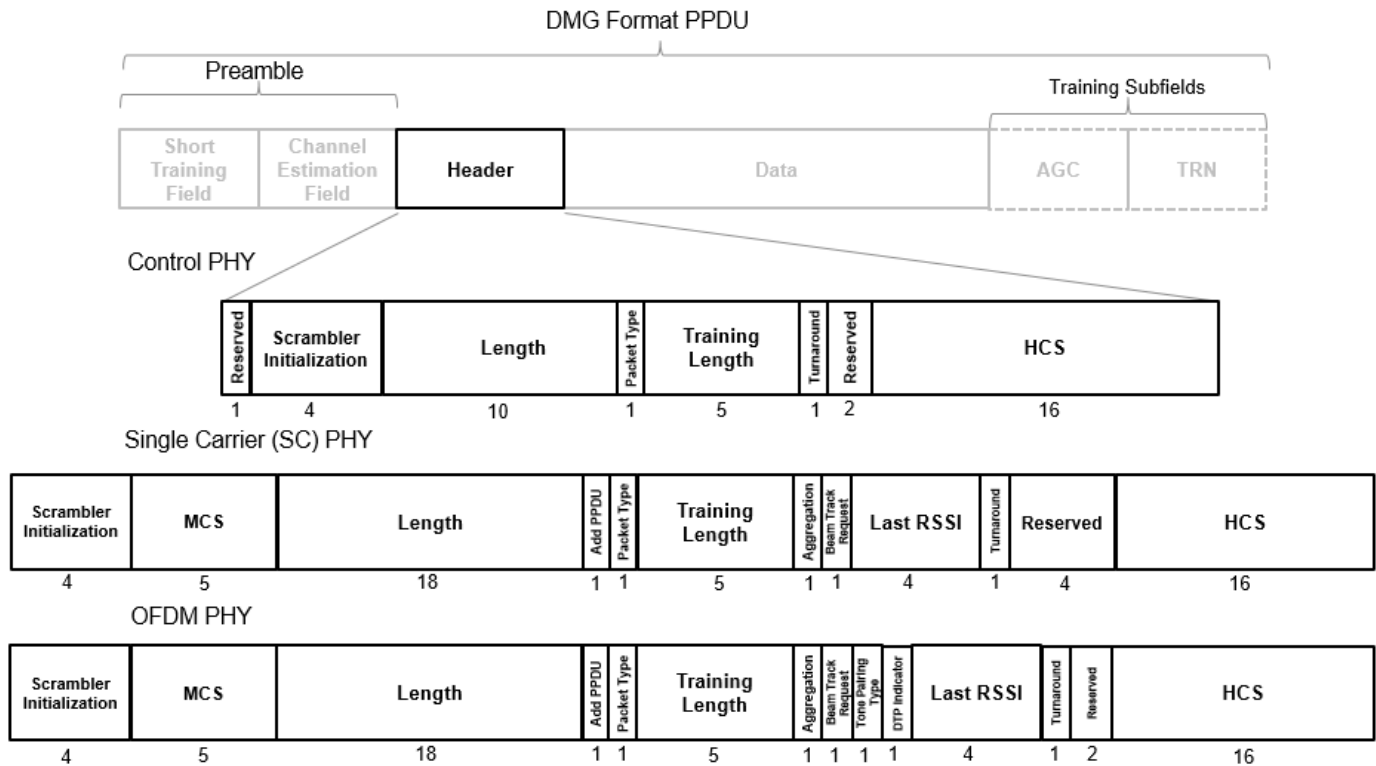 DMG Format PPDU
Preamble
Training Subfields
Short
Training
Field
Channel
Estimation
Field
Header
Data
AGC
TRN
Control PHY
Reserved
Scrambler
Initialization
Length
Packet Type
Training
Length
Turnaround
Reserved
HCS
1 4 10 1 5 1 2 16
Single Carrier (SC) PHY
Scrambler
Initialization
MCS
Length
Add PPDU
Packet Type
Training
Length
Aggregation
Beam Track
Request
Last RSSI
Turnaround
Reserved
HCS
4 5 18 1 1 5 1 1 4 1 4 16
OFDM PHY
Scrambler
Initialization
MCS
Length
Add PPDU
Packet Type
Training
Length
Aggregation
Beam Track
Request
Tone Pairing
Type
DTP Indicator
Last RSSI
Turnaround
Reserved
HCS
4 5 18 1 1 5 1 1 1 1 4 1 2 16